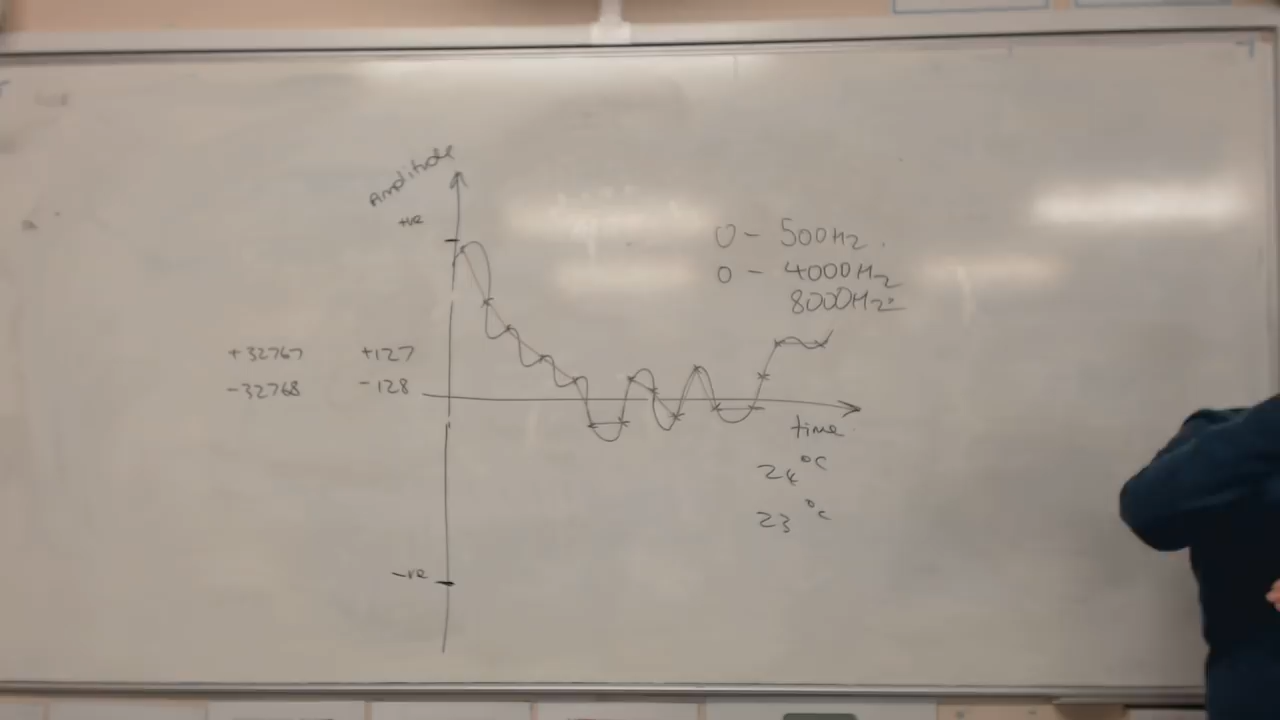 Amplitude
+ve
0 - 500Hz.
0 - 4000Hz
8000Hz
+32767 +127
-32768 -128
time.
24 °C
23 °C
-ve